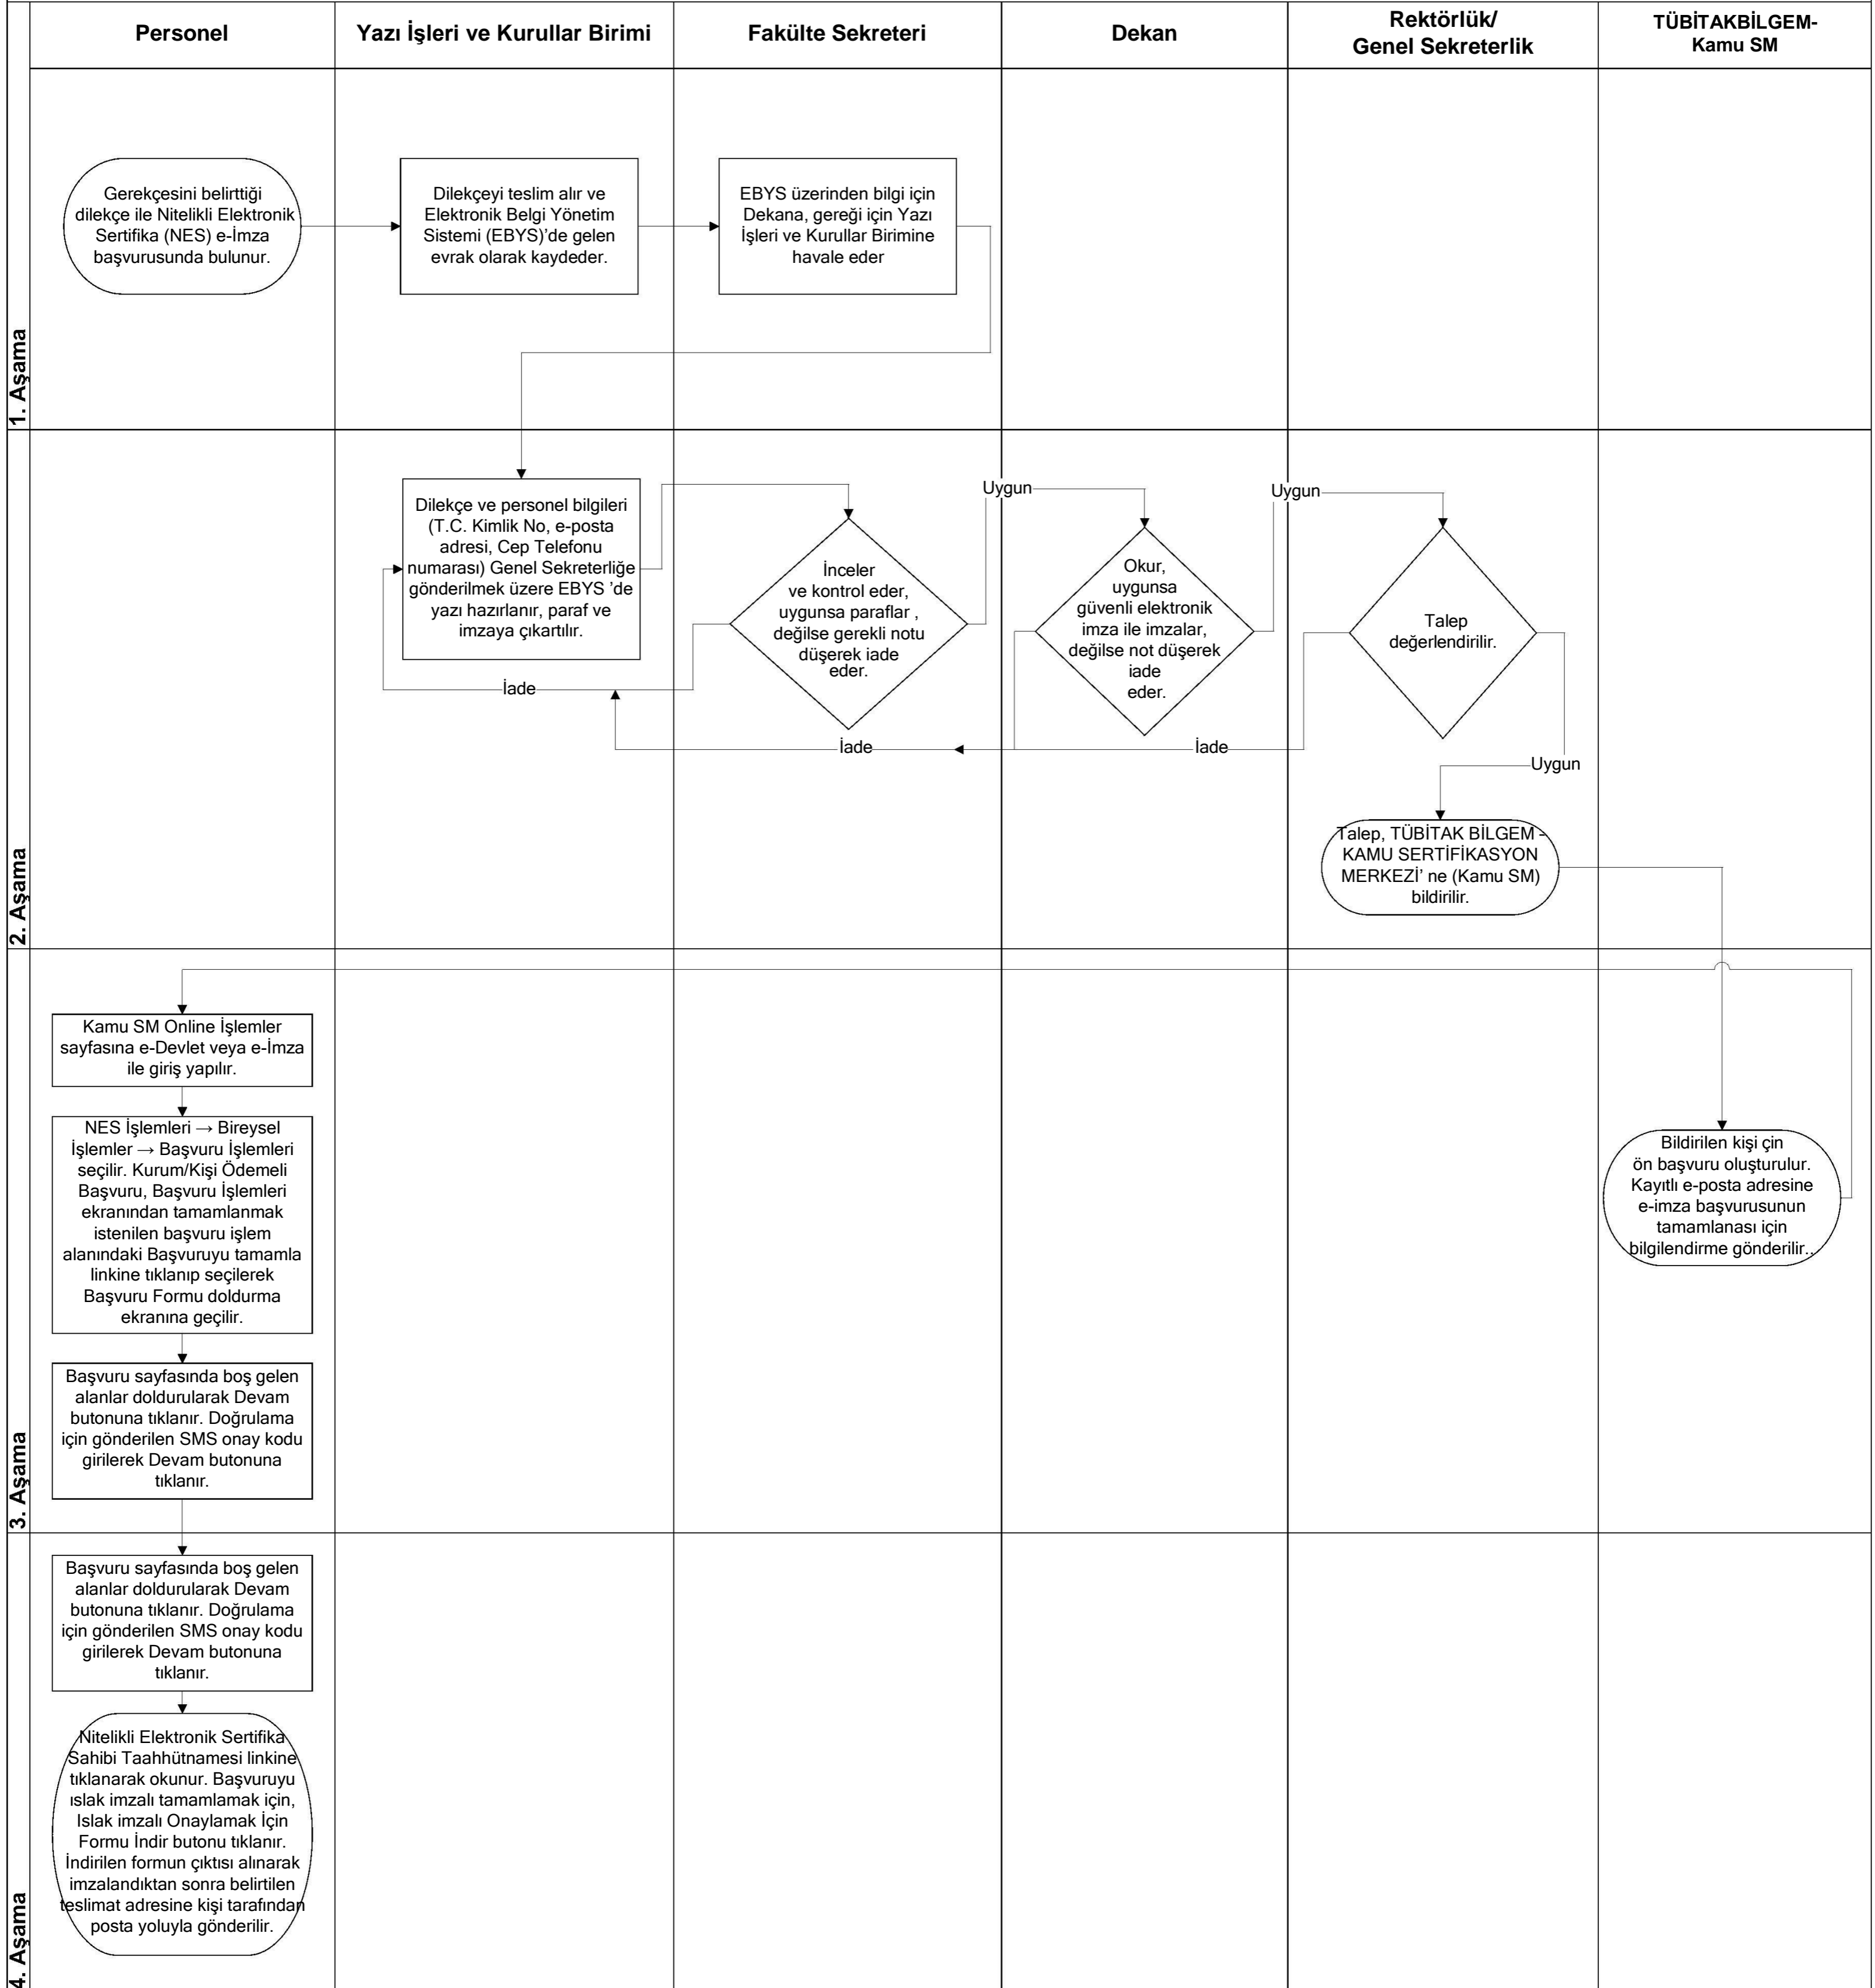 Personel
Yazı İşleri ve Kurullar Birimi
Fakülte Sekreteri
Dekan
Rektörlük/
Genel Sekreterlik
TÜBİTAKBİLGEM-
Kamu SM
1. Aşama
Gerekçesini belirttiği
dilekçe ile Nitelikli Elektronik
Sertifika (NES) e-İmza
başvurusunda bulunur.
Dilekçeyi teslim alır ve
Elektronik Belgi Yönetim
Sistemi (EBYS)’de gelen
evrak olarak kaydeder.
EBYS üzerinden bilgi için
Dekana, gereği için Yazı
İşleri ve Kurullar Birimine
havale eder
2. Aşama
Dilekçe ve personel bilgileri
(T.C. Kimlik No, e-posta
adresi, Cep Telefonu
numarası) Genel Sekreterliğe
gönderilmek üzere EBYS ’de
yazı hazırlanır, paraf ve
imzaya çıkartılır.
İade
İnceler
ve kontrol eder,
uygunsa paraflar ,
değilse gerekli notu
düşerek iade
eder.
Uygun
İade
Okur,
uygunsa
güvenli elektronik
imza ile imzalar,
değilse not düşerek
iade
eder.
Uygun
İade
Talep
değerlendirilir.
Uygun
Talep, TÜBİTAK BİLGEM -
KAMU SERTİFİKASYON
MERKEZİ’ ne (Kamu SM)
bildirilir.
3. Aşama
Kamu SM Online İşlemler
sayfasına e-Devlet veya e-İmza
ile giriş yapılır.
NES İşlemleri → Bireysel
İşlemler → Başvuru İşlemleri
seçilir. Kurum/Kişi Ödemeli
Başvuru, Başvuru İşlemleri
ekranından tamamlanmak
istenilen başvuru işlem
alanındaki Başvuruyu tamamla
linkine tıklanıp seçilerek
Başvuru Formu doldurma
ekranına geçilir.
Başvuru sayfasında boş gelen
alanlar doldurularak Devam
butonuna tıklanır. Doğrulama
için gönderilen SMS onay kodu
girilerek Devam butonuna
tıklanır.
Bildirilen kişi çin
ön başvuru oluşturulur.
Kayıtlı e-posta adresine
e-imza başvurusunun
tamamlanası için
bilgilendirme gönderilir..
4. Aşama
Başvuru sayfasında boş gelen
alanlar doldurularak Devam
butonuna tıklanır. Doğrulama
için gönderilen SMS onay kodu
girilerek Devam butonuna
tıklanır.
Nitelikli Elektronik Sertifika
Sahibi Taahhütnamesi linkine
tıklanarak okunur. Başvuruyu
ıslak imzalı tamamlamak için,
Islak imzalı Onaylamak İçin
Formu İndir butonu tıklanır.
İndirilen formun çıktısı alınarak
imzalandıktan sonra belirtilen
teslimat adresine kişi tarafından
posta yoluyla gönderilir.